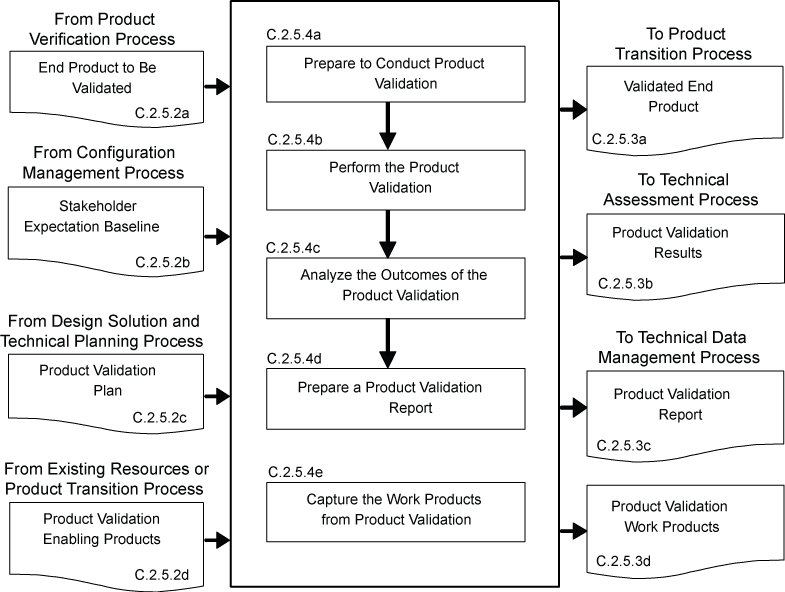 From Product
Verification Process
End Product to Be
Validated
C.2.5.2a
From Configuration
Management Process
Stakeholder
Expectation Baseline
C.2.5.2b
From Design Solution and
Technical Planning Process
Product Validation
Plan
C.2.5.2c
From Existing Resources or
Product Transition Process
Product Validation
Enabling Products
C.2.5.2d
C.2.5.4a
Prepare to Conduct Product
Validation
C.2.5.4b
Perform the Product
Validation
C.2.5.4c
Analyze the Outcomes of the
Product Validation
C.2.5.4d
Prepare a Product Validation
Report
C.2.5.4e
Capture the Work Products
from Product Validation
To Product
Transition Process
Validated End
Product
C.2.5.3a
To Technical
Assessment Process
Product Validation
Results
C.2.5.3b
To Technical Data
Management Process
Product Validation
Report
C.2.5.3c
Product Validation
Work Products
C.2.5.3d